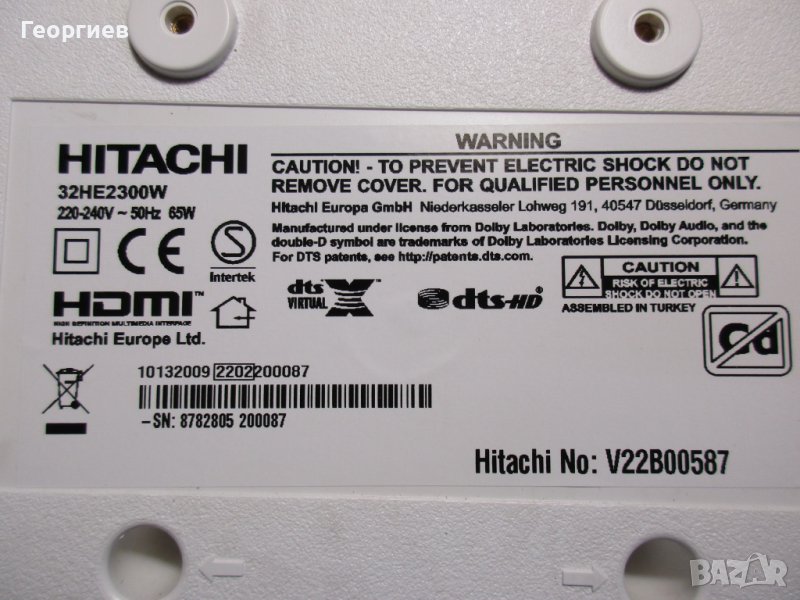 Георгиев
HITACHI
32HE2300W
220-240V ~ 50Hz 65W
CE
S
Intertek
HDMI™
HIGH DEFINITION MULTIMEDIA INTERFACE
Hitachi Europe Ltd.
WARNING
CAUTION! - TO PREVENT ELECTRIC SHOCK DO NOT
REMOVE COVER. FOR QUALIFIED PERSONNEL ONLY.
Hitachi Europa GmbH Niederkasseler Lohweg 191, 40547 Düsseldorf, Germany
Manufactured under license from Dolby Laboratories. Dolby, Dolby Audio, and the
double-D symbol are trademarks of Dolby Laboratories Licensing Corporation.
For DTS patents, see http://patents.dts.com.
dts X™
VIRTUAL
dts-HD
CAUTION
RISK OF ELECTRIC
SHOCK DO NOT OPEN
ASSEMBLED IN TURKEY
Cd
10132009 2202200087
-SN: 8782805 200087
Hitachi No: V22B00587
BAZAR